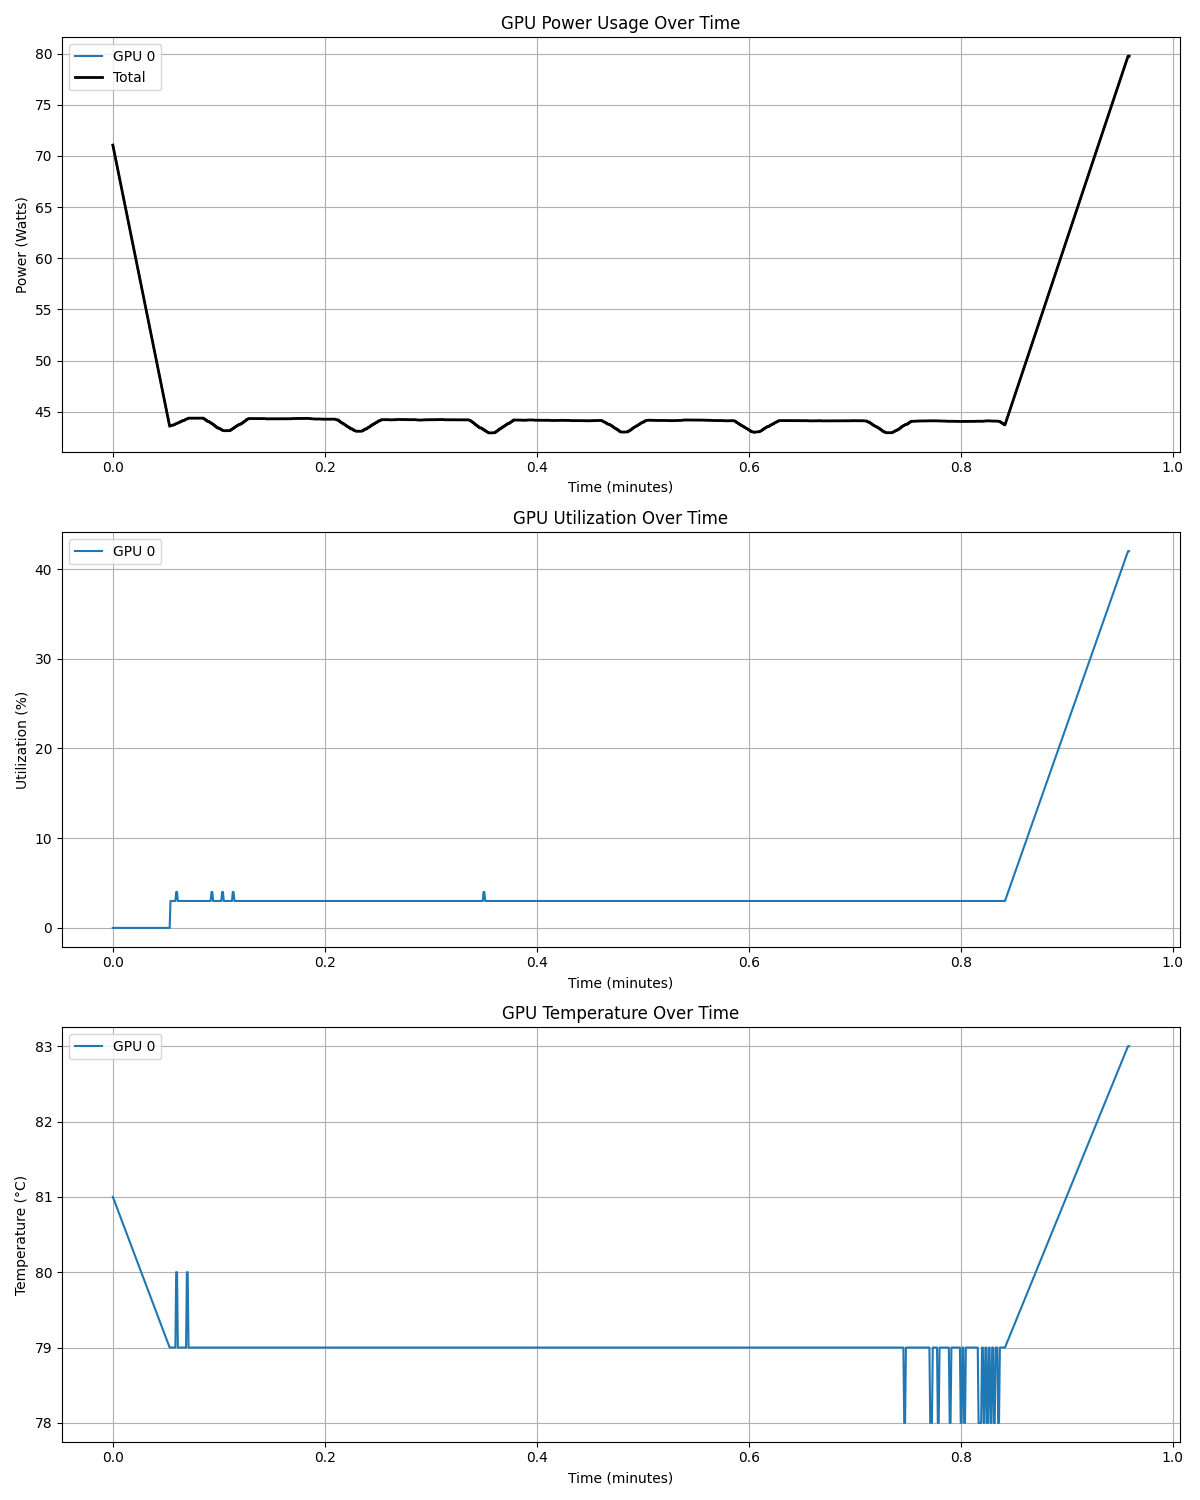 GPU Power Usage Over Time
GPU 0
Total
80
75
70
65
60
55
50
45
Power (Watts)
0.0 0.2 0.4 0.6 0.8 1.0
Time (minutes)
GPU Utilization Over Time
GPU 0
40
30
20
10
0
Utilization (%)
0.0 0.2 0.4 0.6 0.8 1.0
Time (minutes)
GPU Temperature Over Time
GPU 0
83
82
81
80
79
78
Temperature (°C)
0.0 0.2 0.4 0.6 0.8 1.0
Time (minutes)